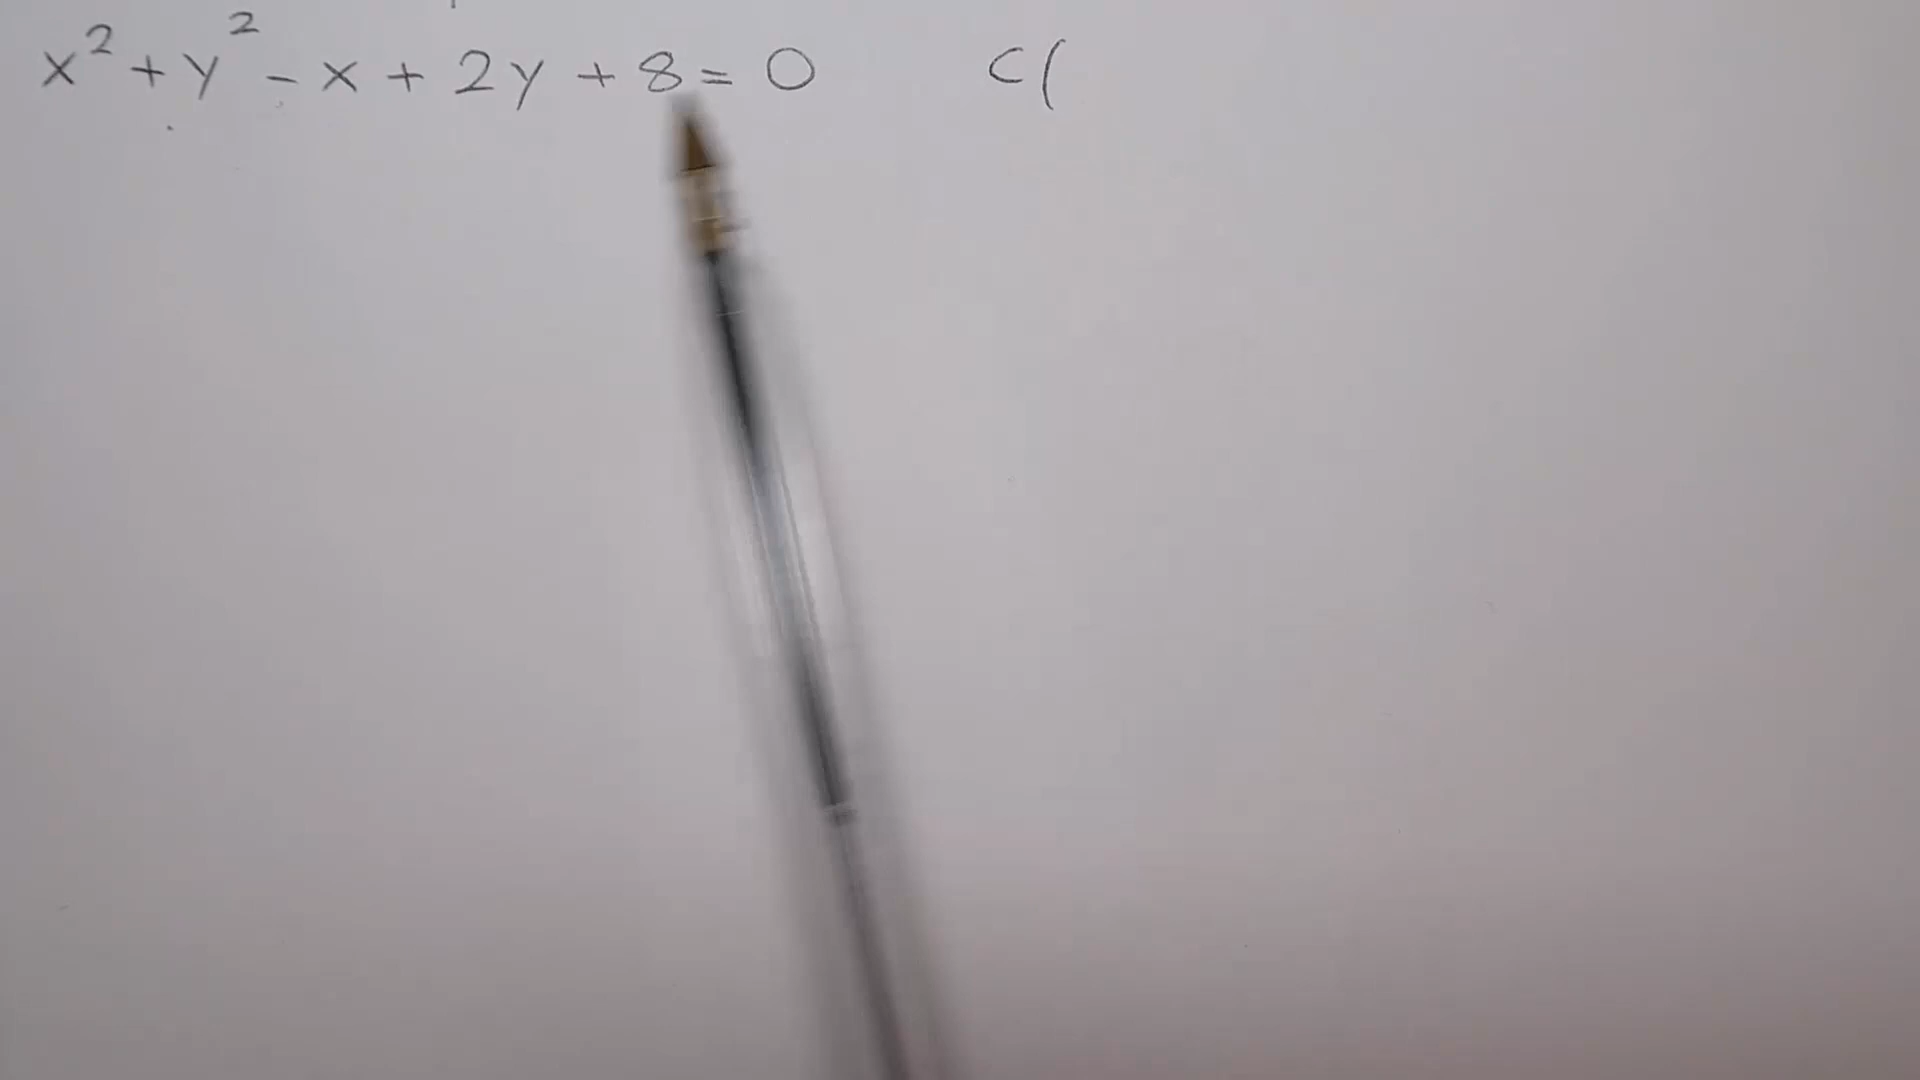 x² + y² - x + 2y + 8 = 0 C(